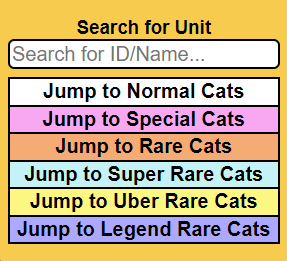 Search for Unit
Search for ID/Name...
Jump to Normal Cats
Jump to Special Cats
Jump to Rare Cats
Jump to Super Rare Cats
Jump to Uber Rare Cats
Jump to Legend Rare Cats